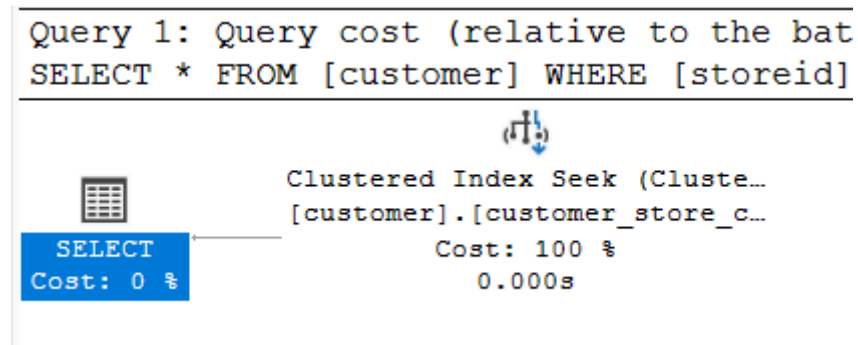 Query 1: Query cost (relative to the bat
SELECT * FROM [customer] WHERE [storeid]
Clustered Index Seek (Cluste…
[customer].[customer_store_c…
Cost: 100 %
0.000s
SELECT
Cost: 0 %